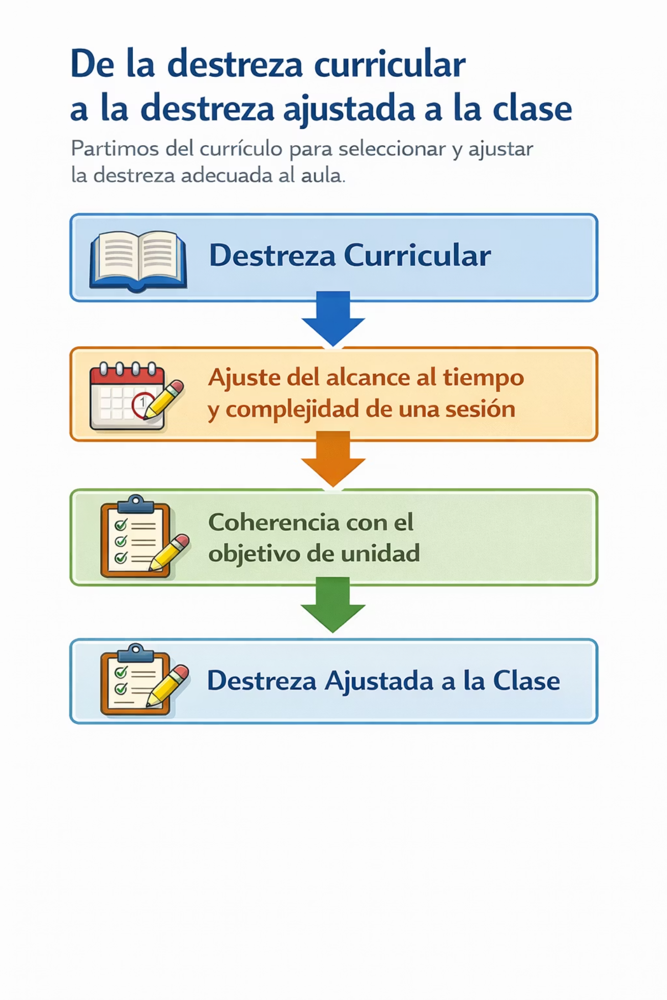 De la destreza curricular
a la destreza ajustada a la clase
Partimos del currículo para seleccionar y ajustar
la destreza adecuada al aula.
Destreza Curricular
1
Ajuste del alcance al tiempo
y complejidad de una sesión
Coherencia con el
objetivo de unidad
Destreza Ajustada a la Clase